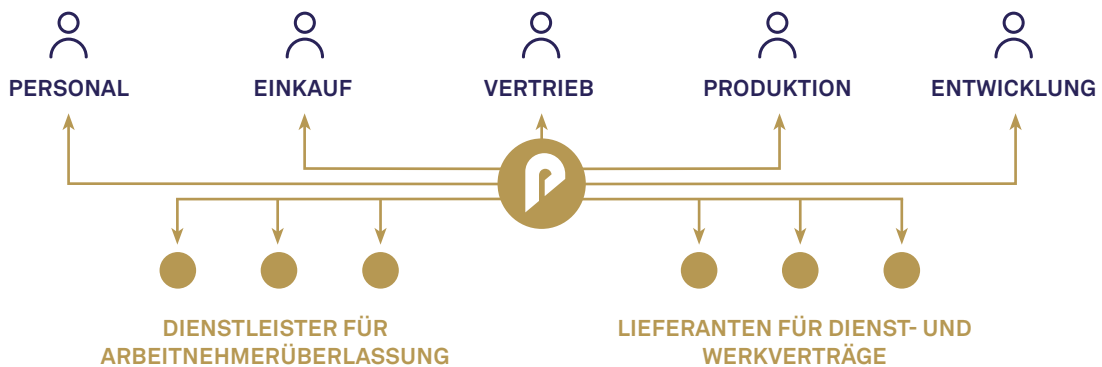 PERSONAL
EINKAUF
VERTRIEB
PRODUKTION
ENTWICKLUNG
P
DIENSTLEISTER FÜR
ARBEITNEHMERÜBERLASSUNG
LIEFERANTEN FÜR DIENST- UND
WERKVERTRÄGE